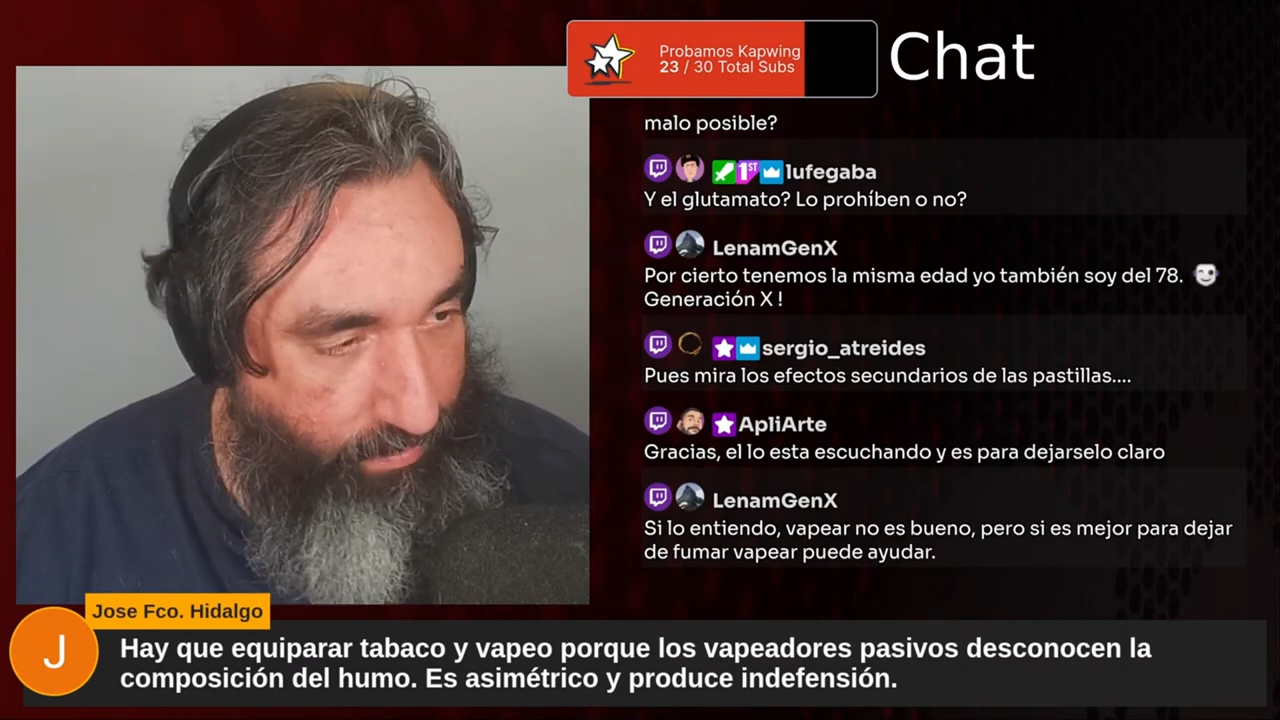 Probamos Kapwing
23 / 30 Total Subs
Chat
malo posible?
1ST lufegaba
Y el glutamato? Lo prohíben o no?
LenamGenX
Por cierto tenemos la misma edad yo también soy del 78.
Generación X !
sergio_atreides
Pues mira los efectos secundarios de las pastillas....
ApliArte
Gracias, el lo esta escuchando y es para dejarselo claro
LenamGenX
Si lo entiendo, vapear no es bueno, pero si es mejor para dejar
de fumar vapear puede ayudar.
Jose Fco. Hidalgo
J
Hay que equiparar tabaco y vapeo porque los vapeadores pasivos desconocen la
composición del humo. Es asimétrico y produce indefensión.